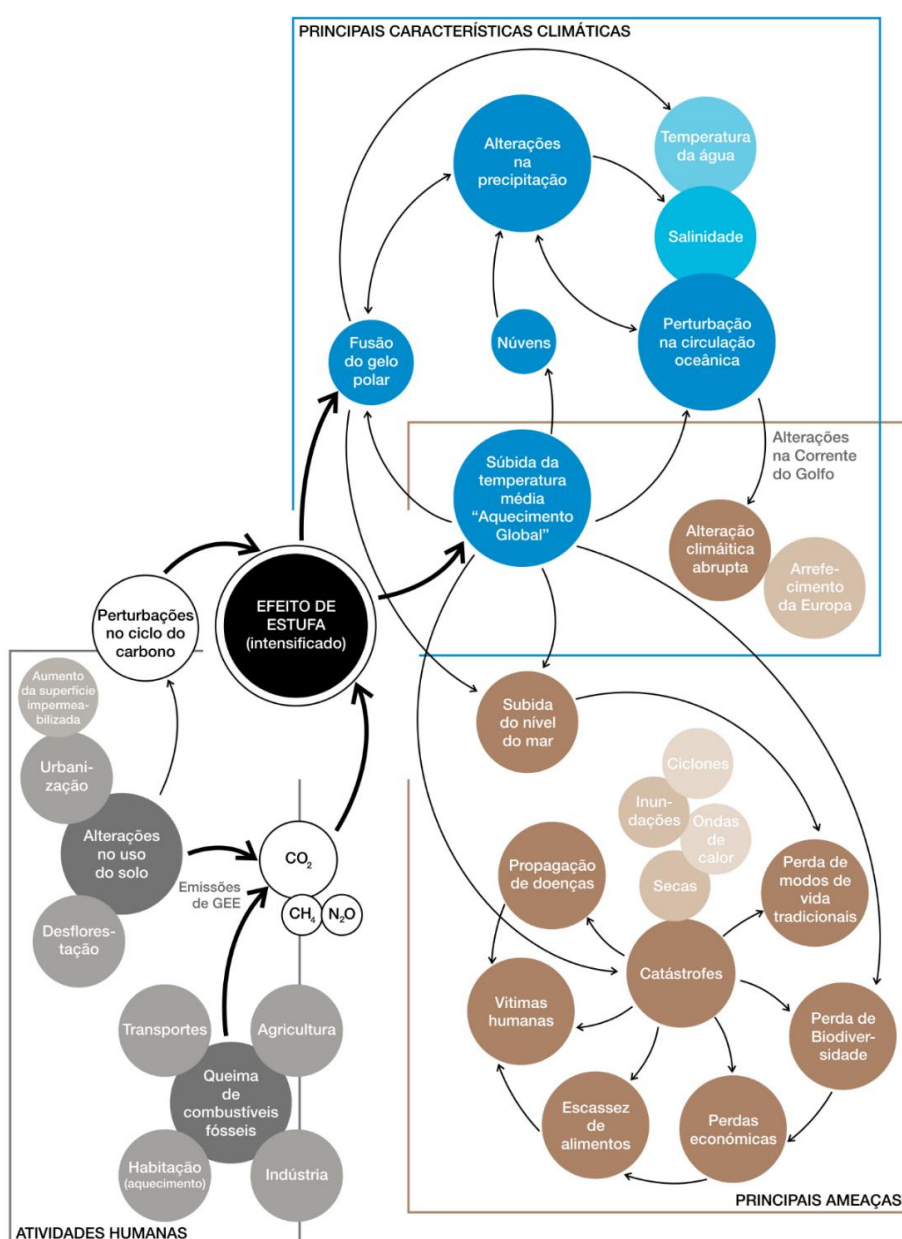 PRINCIPAIS CARACTERÍSTICAS CLIMÁTICAS
Temperatura
da água
Alterações
na
precipitação
Salinidade
Fusão
do gelo
polar
Núvens
Perturbação
na circulação
oceânica
Súbida da
temperatura
média
“Aquecimento
Global”
Alterações
na Corrente
do Golfo
Alteração
climáitica
abrupta
Arrefe-
cimento
da Europa
Perturbações
no ciclo do
carbono
EFEITO DE
ESTUFA
(intensificado)
Aumento
da superfície
impermea-
bilizada
Urbani-
zação
Alterações
no uso
do solo
Desflores-
tação
Emissões
de GEE
CO2
CH4
N2O
Transportes
Agricultura
Queima
de
combustíveis
fósseis
Habitação
(aquecimento)
Indústria
ATIVIDADES HUMANAS
Subida
do nível
do mar
Ciclones
Inun-
dações
Ondas
de
calor
Secas
Propagação
de doenças
Perda de
modos de
vida
tradicionais
Catástrofes
Vitimas
humanas
Perda de
Biodiver-
sidade
Escassez
de
alimentos
Perdas
económicas
PRINCIPAIS AMEAÇAS